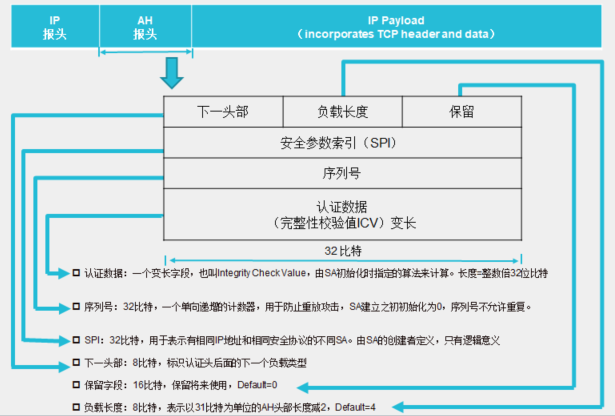 IP
报头
AH
报头
IP Payload
（incorporates TCP header and data）
下一头部
负载长度
保留
安全参数索引（SPI）
序列号
认证数据
（完整性校验值ICV）变长
32 比特
认证数据：一个变长字段，也叫Integrity Check Value，由SA初始化时指定的算法来计算。长度=整数倍32位比特
序列号：32比特，一个单向递增的计数器，用于防止重放攻击，SA建立之初初始化为0，序列号不允许重复。
SPI：32比特，用于表示有相同IP地址和相同安全协议的不同SA。由SA的创建者定义，只有逻辑意义
下一头部：8比特，标识认证头后面的下一个负载类型
保留字段：16比特，保留将来使用，Default=0
负载长度：8比特，表示以31比特为单位的AH头部长度减2，Default=4